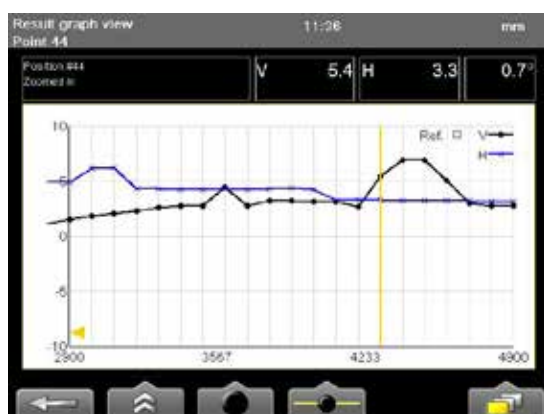 Result graph view 11:36 mm
Point 44
Position #44 V 5.4 H 3.3 0.7°
Zoomed in
10 Ref. V
H
5
0
-5
-10
2900 3567 4233 4900